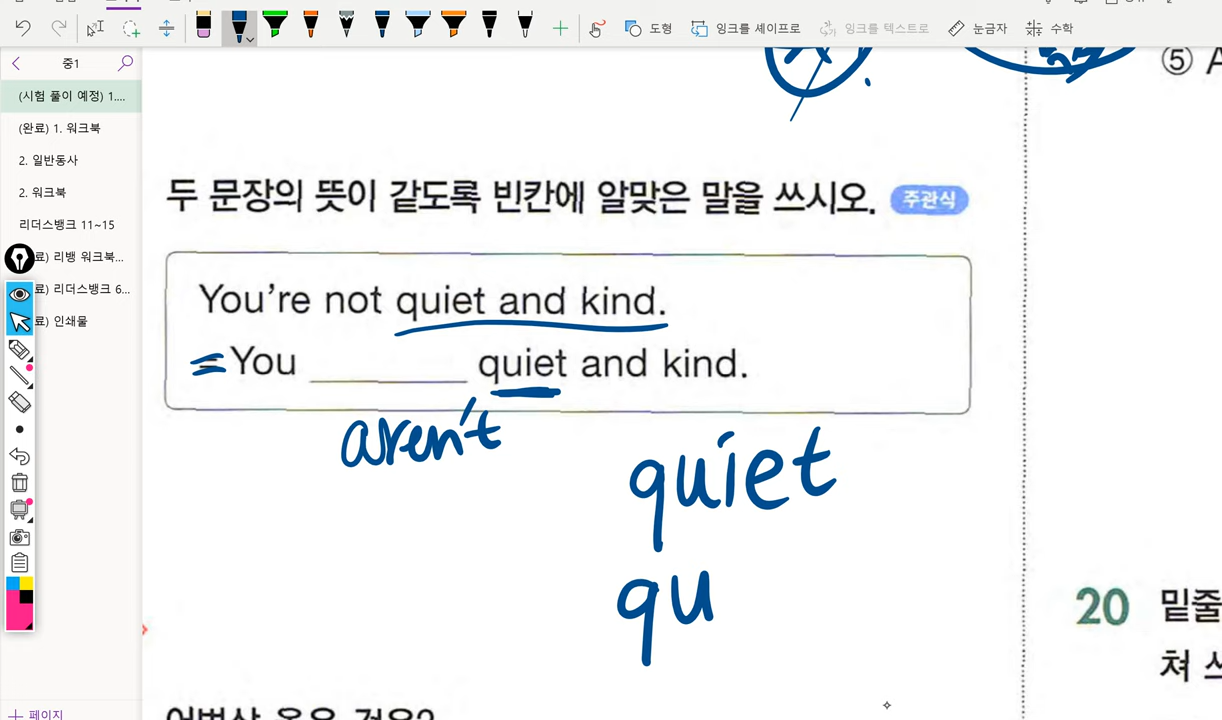 도형
잉크를 셰이프로
잉크를 텍스트로
눈금자
수학
중1
(시험 풀이 예정) 1....
(완료) 1. 워크북
2. 일반동사
2. 워크북
리더스뱅크 11~15
료) 리뱅 워크북...
료) 리더스뱅크 6...
료) 인쇄물
페이지
⑤ A
두 문장의 뜻이 같도록 빈칸에 알맞은 말을 쓰시오. 주관식
You're not quiet and kind.
= You ________ quiet and kind.
aren't
quiet
qu
20 밑줄
쳐 쓰